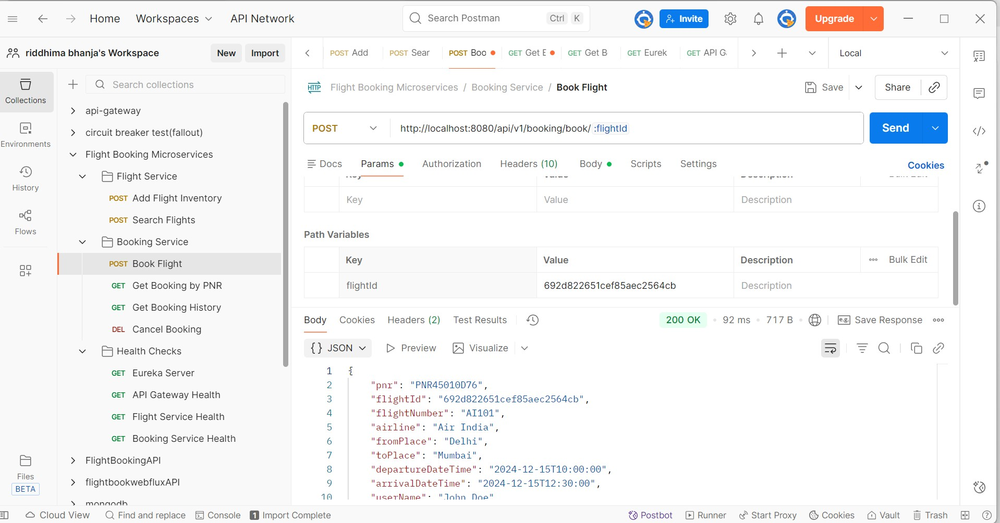 Home Workspaces API Network Search Postman Ctrl K Invite Upgrade
riddhima bhanja's Workspace New Import
POST Add POST Sear POST Boo GET Get E GET Get B GET Eurek GET API Ga Local
Collections
Environments
History
Flows
Files
BETA
Search collections
api-gateway
circuit breaker test(fallout)
Flight Booking Microservices
Flight Service
POST Add Flight Inventory
POST Search Flights
Booking Service
POST Book Flight
GET Get Booking by PNR
GET Get Booking History
DEL Cancel Booking
Health Checks
GET Eureka Server
GET API Gateway Health
GET Flight Service Health
GET Booking Service Health
FlightBookingAPI
flightbookwebfluxAPI
mongodb
HTTP Flight Booking Microservices / Booking Service / Book Flight Save Share
POST http://localhost:8080/api/v1/booking/book/ :flightId Send
Docs Params Authorization Headers (10) Body Scripts Settings Cookies
Key Value Description Bulk Edit
Key Value Description
Path Variables
Key Value Description Bulk Edit
flightId 692d822651cef85aec2564cb Description
Body Cookies Headers (2) Test Results 200 OK 92 ms 717 B e.g. Save Response
{} JSON Preview Visualize
1 {
2 "pnr": "PNR45010D76",
3 "flightId": "692d822651cef85aec2564cb",
4 "flightNumber": "AI101",
5 "airline": "Air India",
6 "fromPlace": "Delhi",
7 "toPlace": "Mumbai",
8 "departureDateTime": "2024-12-15T10:00:00",
9 "arrivalDateTime": "2024-12-15T12:30:00",
10 "userName": "John Doe"
Cloud View Find and replace Console 1 Import Complete Postbot Runner Start Proxy Cookies Vault Trash